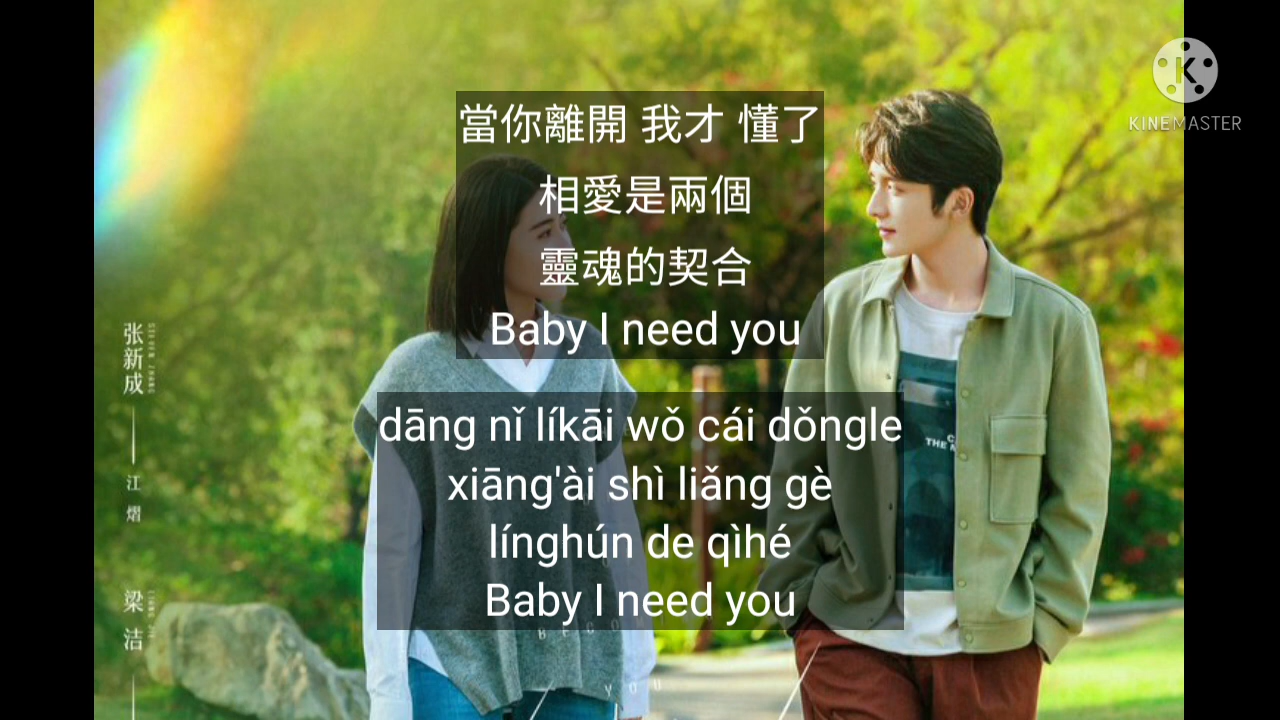 當你離開 我才 懂了
相愛是兩個
靈魂的契合
Baby I need you
dāng nǐ líkāi wǒ cái dǒngle
xiāng'ài shì liǎng gè
línghún de qìhé
Baby I need you
KINEMASTER
张新成
江熠
梁洁
YOU